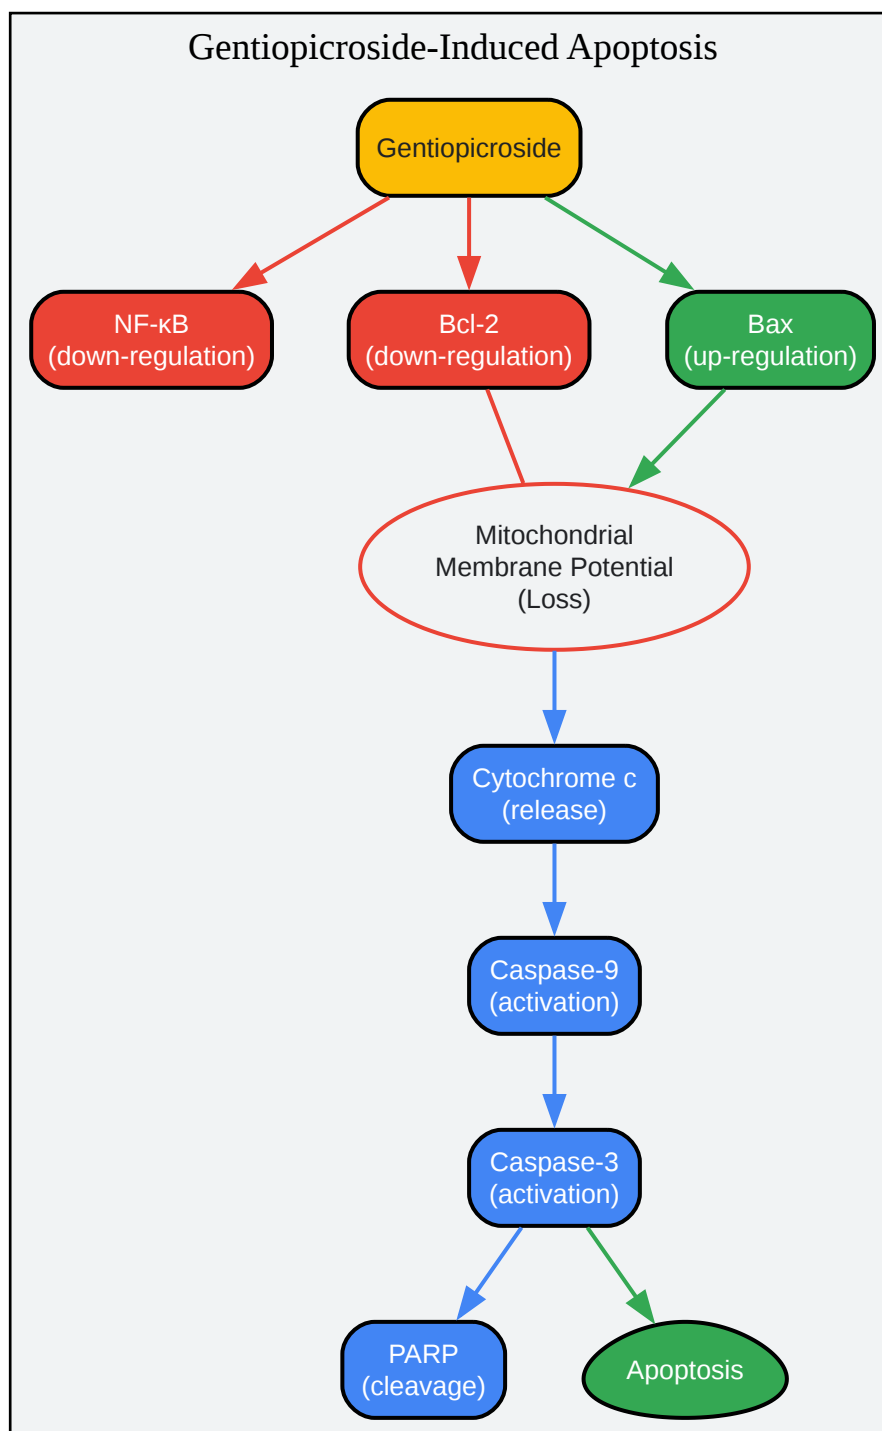 Gentiopicroside-Induced Apoptosis
Gentiopicroside
NF-κB
(down-regulation)
Bcl-2
(down-regulation)
Bax
(up-regulation)
Mitochondrial
Membrane Potential
(Loss)
Cytochrome c
(release)
Caspase-9
(activation)
Caspase-3
(activation)
PARP
(cleavage)
Apoptosis